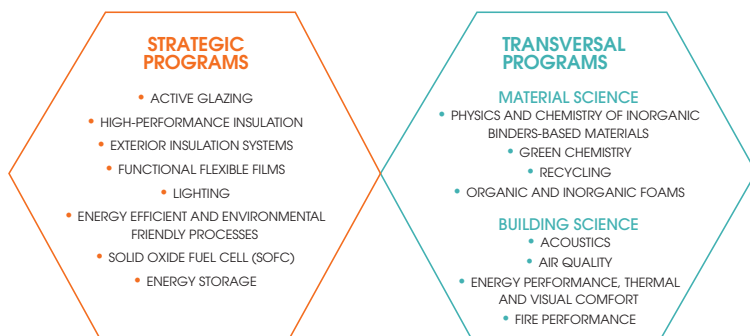 STRATEGIC
PROGRAMS
• ACTIVE GLAZING
• HIGH-PERFORMANCE INSULATION
• EXTERIOR INSULATION SYSTEMS
• FUNCTIONAL FLEXIBLE FILMS
• LIGHTING
• ENERGY EFFICIENT AND ENVIRONMENTAL
FRIENDLY PROCESSES
• SOLID OXIDE FUEL CELL (SOFC)
• ENERGY STORAGE
TRANSVERSAL
PROGRAMS
MATERIAL SCIENCE
• PHYSICS AND CHEMISTRY OF INORGANIC
BINDERS-BASED MATERIALS
• GREEN CHEMISTRY
• RECYCLING
• ORGANIC AND INORGANIC FOAMS
BUILDING SCIENCE
• ACOUSTICS
• AIR QUALITY
• ENERGY PERFORMANCE, THERMAL
AND VISUAL COMFORT
• FIRE PERFORMANCE